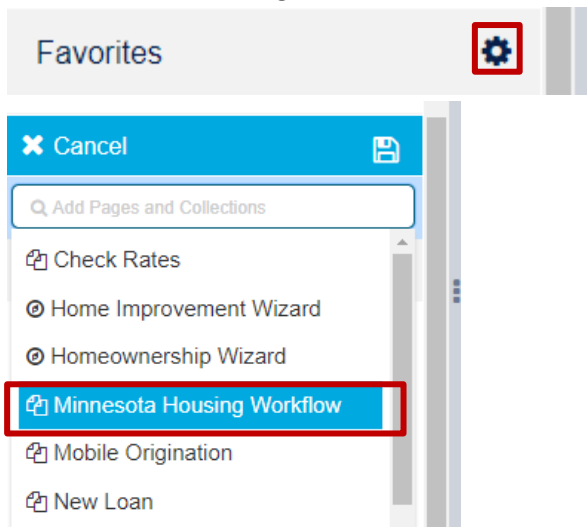 Favorites
Cancel
Add Pages and Collections
Check Rates
Home Improvement Wizard
Homeownership Wizard
Minnesota Housing Workflow
Mobile Origination
New Loan